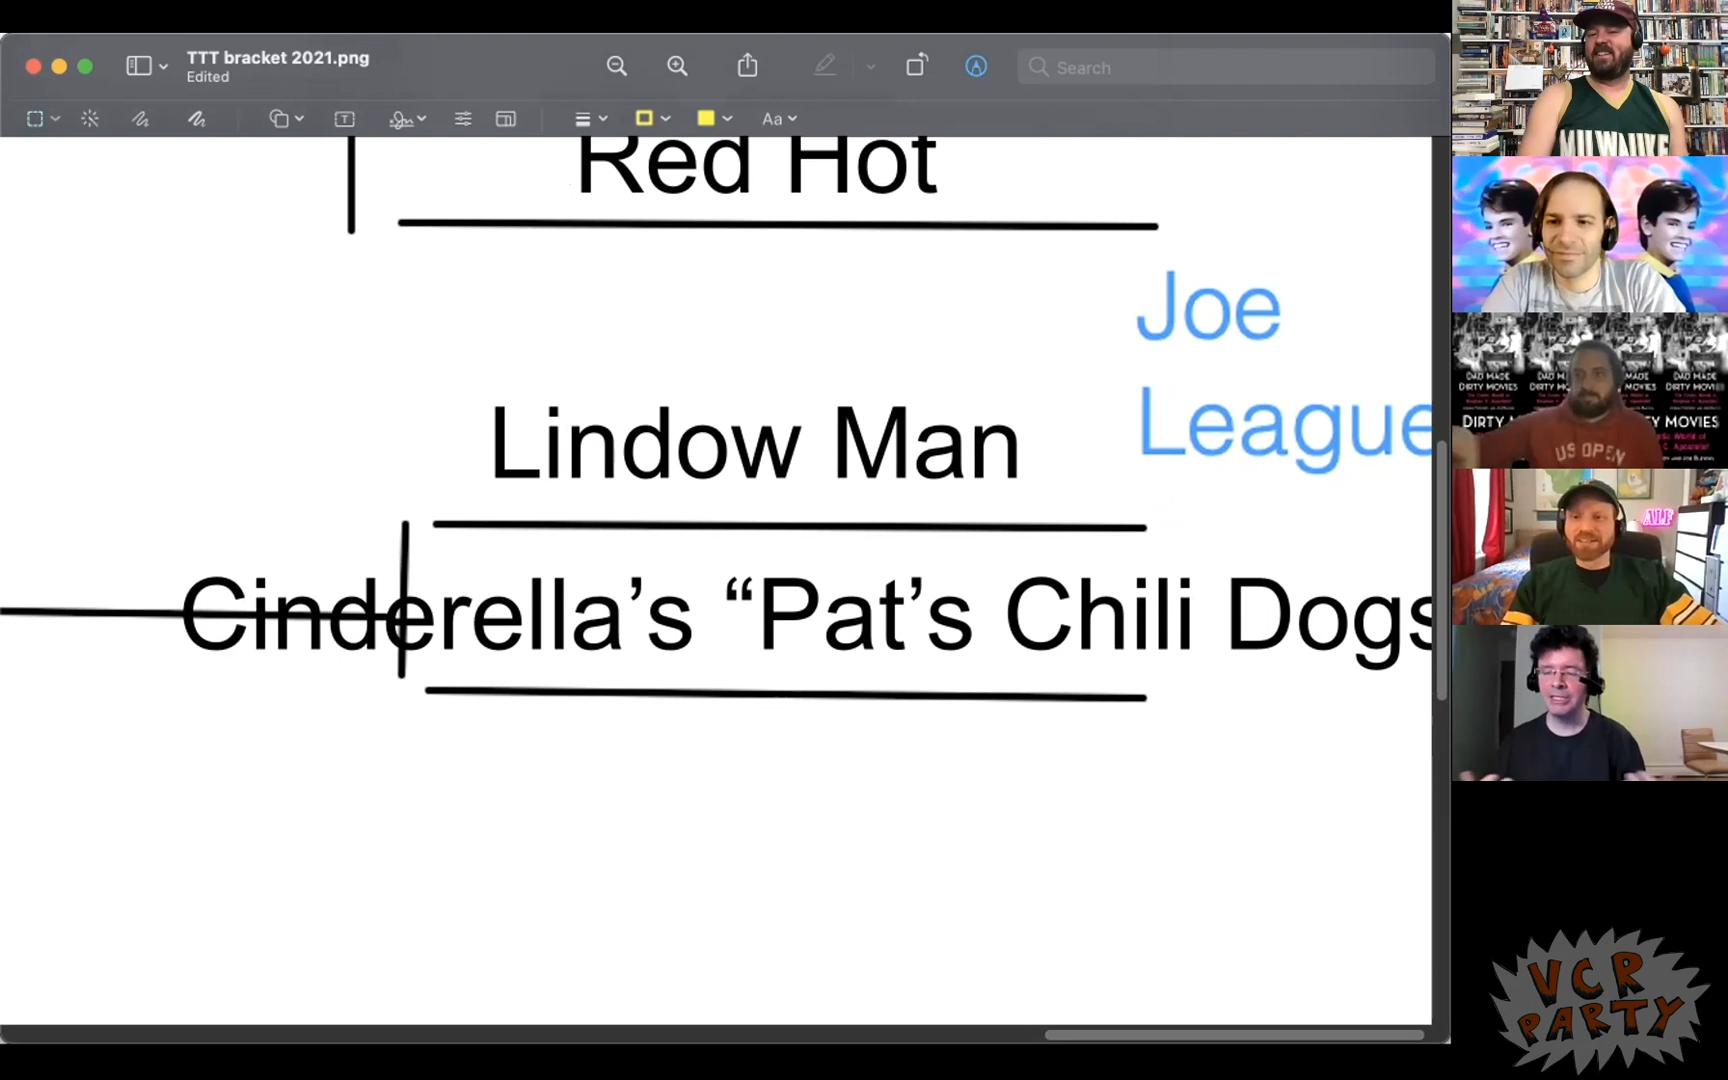 TTT bracket 2021.png
Edited
Search
Aa
Red Hot
Joe
League
Lindow Man
Cinderella’s “Pat’s Chili Dogs
MILWAUKEE
DIRTY MOVIES
US OPEN
ALF
VCR
PARTY